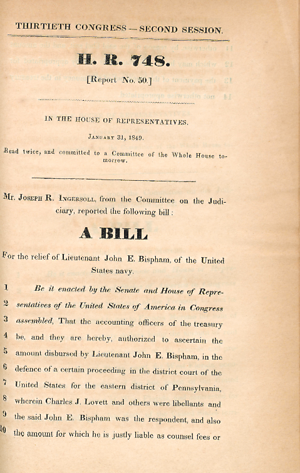 THIRTIETH CONGRESS—SECOND SESSION.
H. R. 748.
[Report No. 50.]
IN THE HOUSE OF REPRESENTATIVES.
JANUARY 31, 1849.
Read twice, and committed to a Committee of the Whole House to-
morrow.
Mr. JOSEPH R. INGERSOLL, from the Committee on the Judi-
ciary, reported the following bill:
A BILL
For the relief of Lieutenant John E. Bispham, of the United
States navy.
1 Be it enacted by the Senate and House of Repre-
2 sentatives of the United States of America in Congress
3 assembled, That the accounting officers of the treasury
4 be, and they are hereby, authorized to ascertain the
5 amount disbursed by Lieutenant John E. Bispham, in the
6 defence of a certain proceeding in the district court of the
7 United States for the eastern district of Pennsylvania,
8 wherein Charles J. Lovett and others were libellants and
9 the said John E. Bispham was the respondent, and also
10 the amount for which he is justly liable as counsel fees or